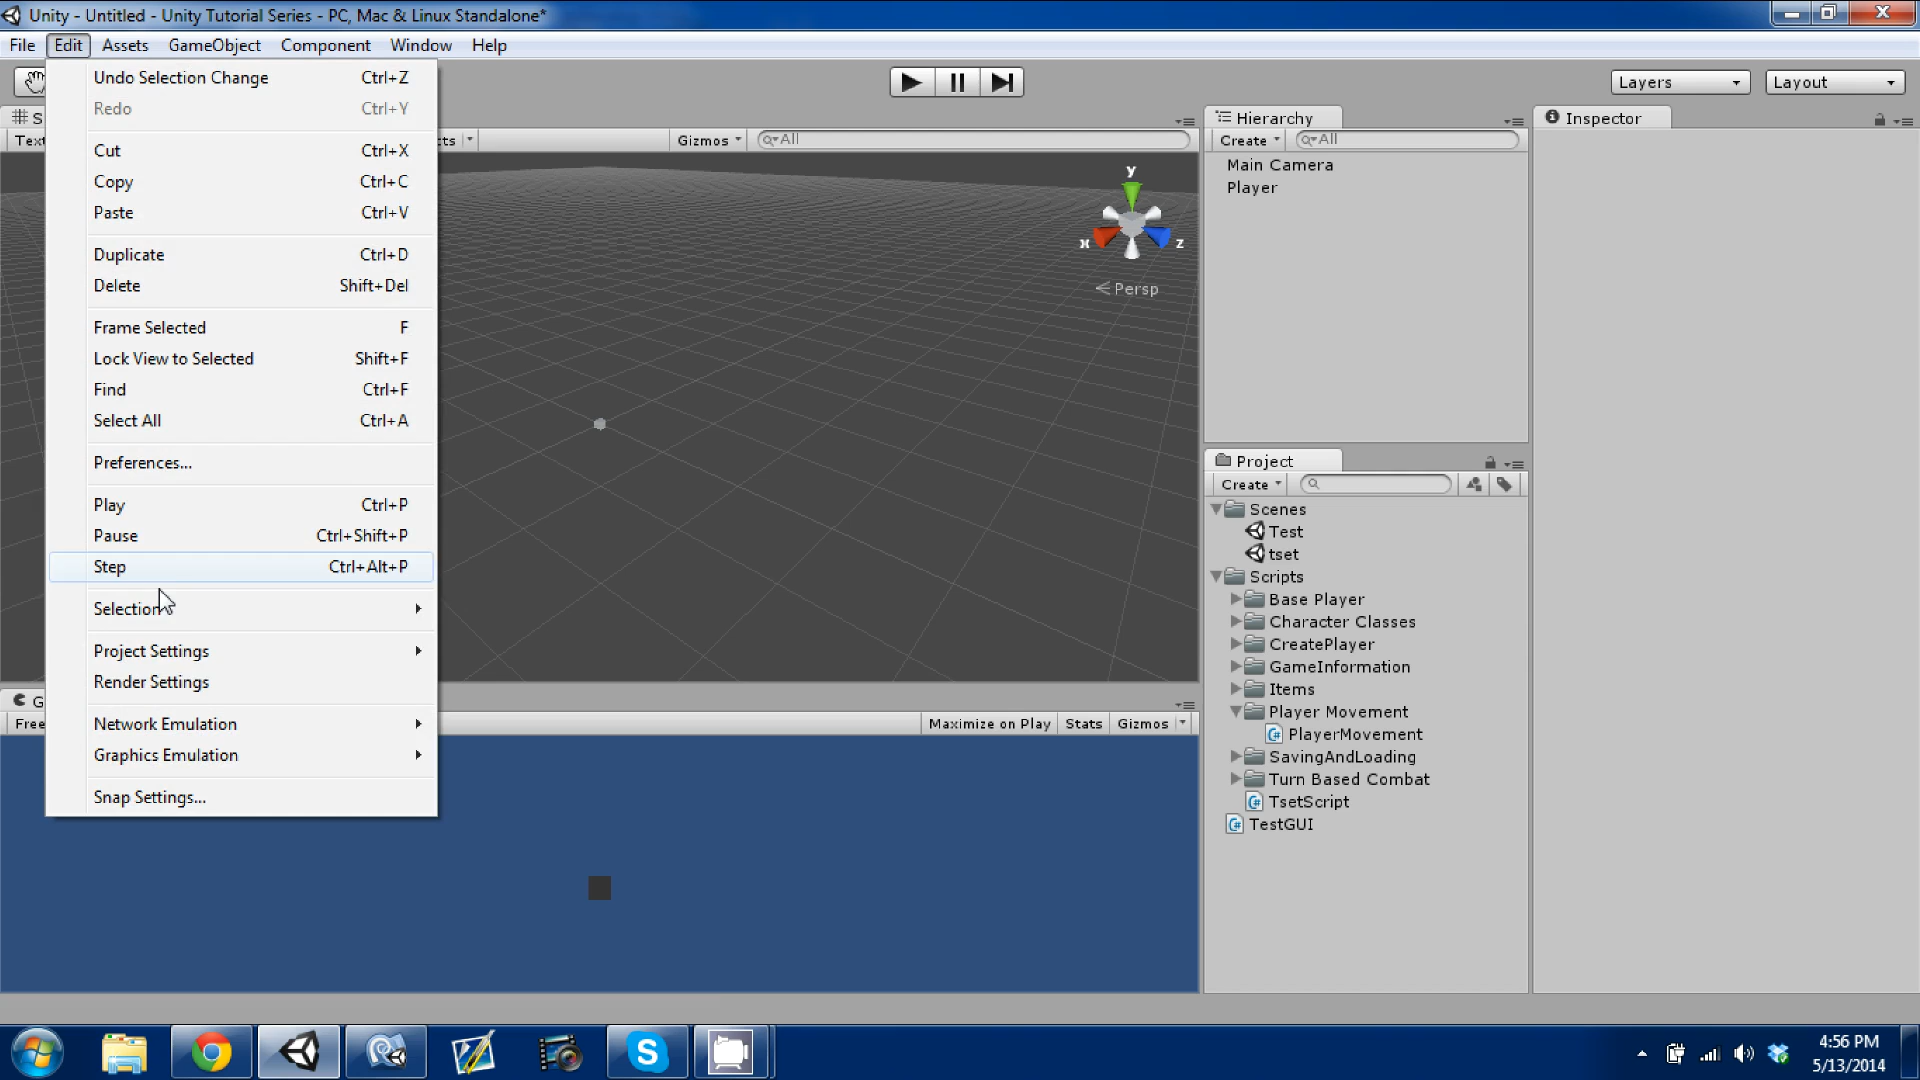 Unity - Untitled - Unity Tutorial Series - PC, Mac & Linux Standalone*
File Edit Assets GameObject Component Window Help
Undo Selection Change Ctrl+Z
Redo Ctrl+Y
Cut Ctrl+X
Copy Ctrl+C
Paste Ctrl+V
Duplicate Ctrl+D
Delete Shift+Del
Frame Selected F
Lock View to Selected Shift+F
Find Ctrl+F
Select All Ctrl+A
Preferences...
Play Ctrl+P
Pause Ctrl+Shift+P
Step Ctrl+Alt+P
Selection
Project Settings
Render Settings
Network Emulation
Graphics Emulation
Snap Settings...
Layers Layout
S
Text
cts Gizmos All
y
x z
Persp
G
Free
Maximize on Play Stats Gizmos
Hierarchy
Create All
Main Camera
Player
Inspector
Project
Create
Scenes
Test
tset
Scripts
Base Player
Character Classes
CreatePlayer
GameInformation
Items
Player Movement
PlayerMovement
SavingAndLoading
Turn Based Combat
TsetScript
TestGUI
4:56 PM
5/13/2014